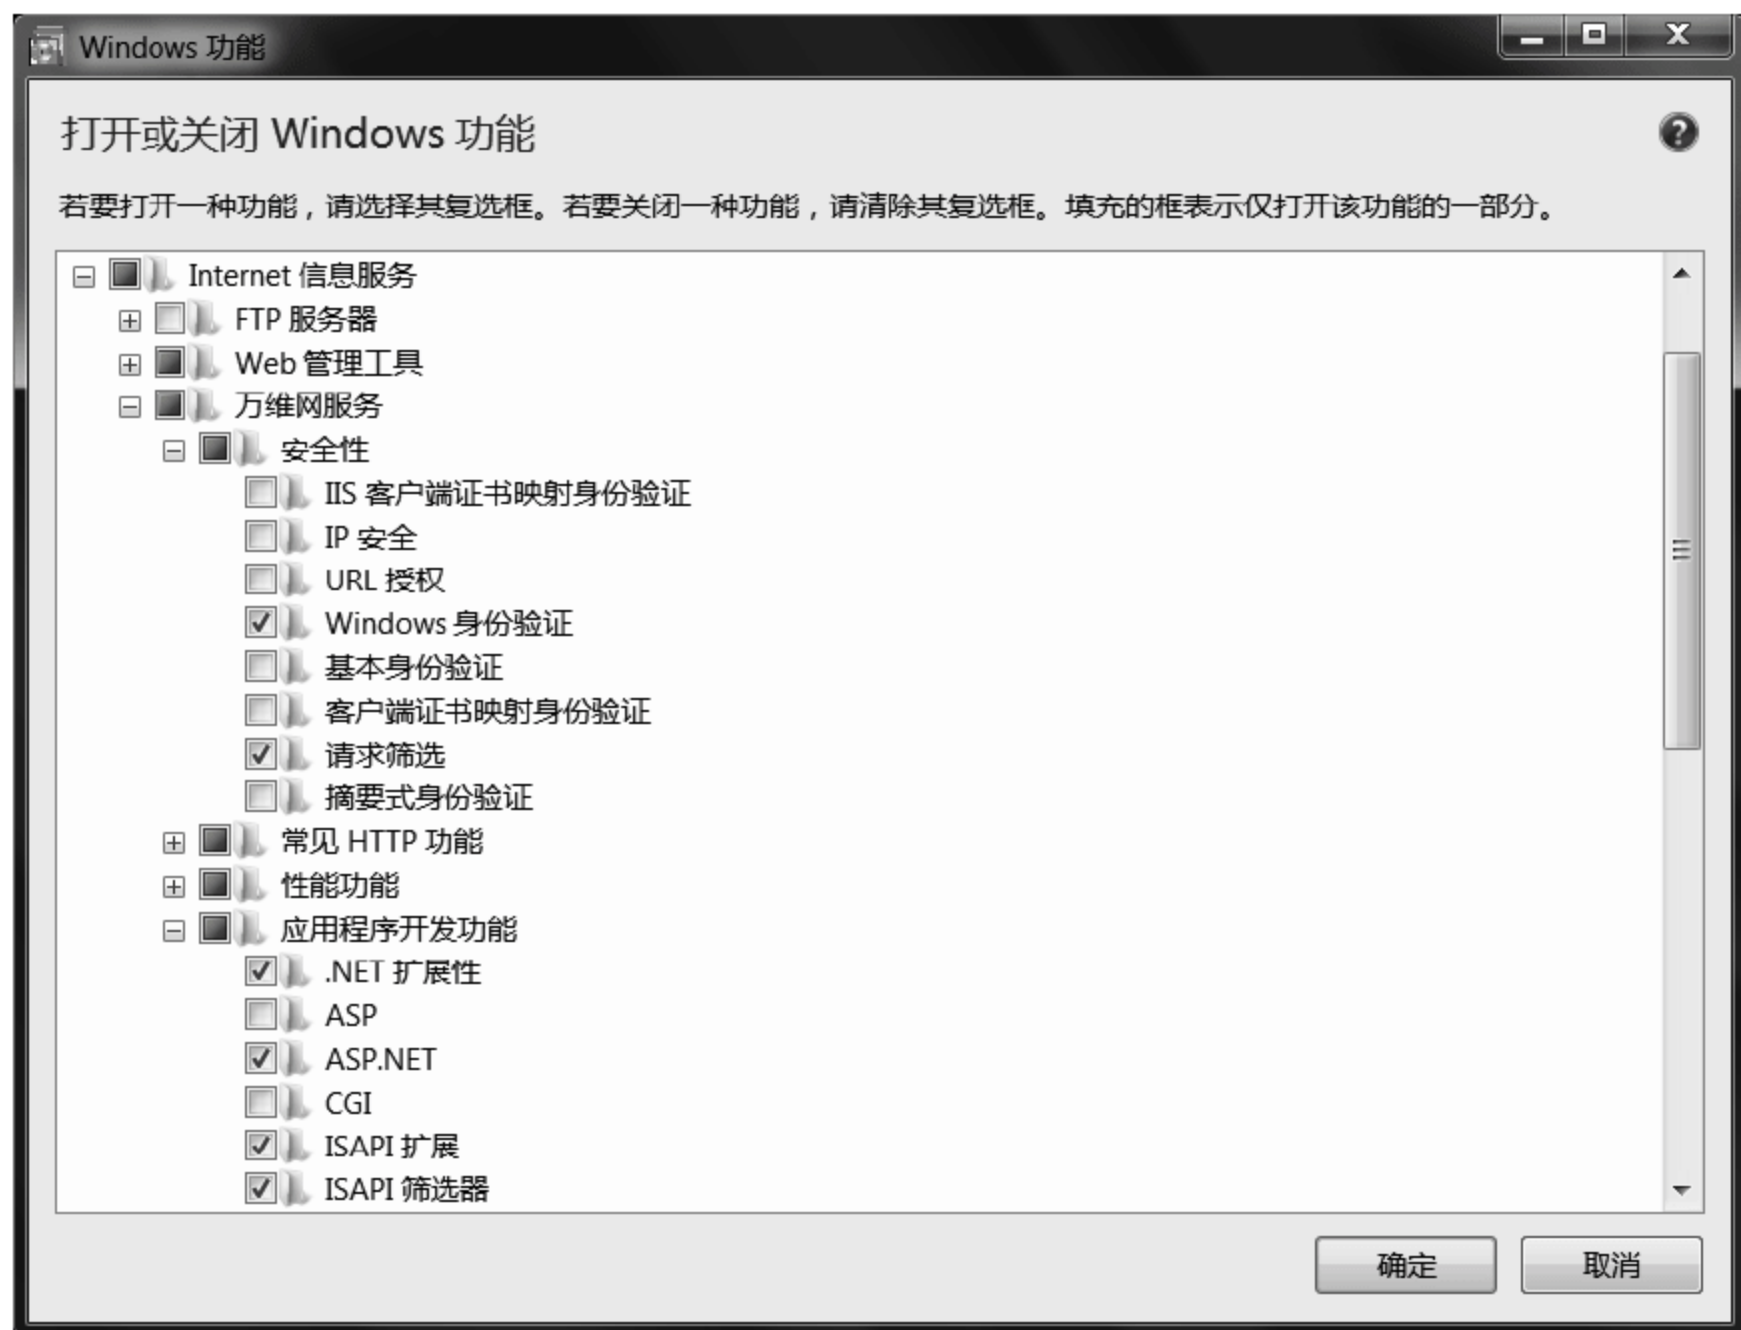 Windows 功能
打开或关闭 Windows 功能
若要打开一种功能，请选择其复选框。若要关闭一种功能，请清除其复选框。填充的框表示仅打开该功能的一部分。
Internet 信息服务
FTP 服务器
Web 管理工具
万维网服务
安全性
IIS 客户端证书映射身份验证
IP 安全
URL 授权
Windows 身份验证
基本身份验证
客户端证书映射身份验证
请求筛选
摘要式身份验证
常见 HTTP 功能
性能功能
应用程序开发功能
.NET 扩展性
ASP
ASP.NET
CGI
ISAPI 扩展
ISAPI 筛选器
确定 取消